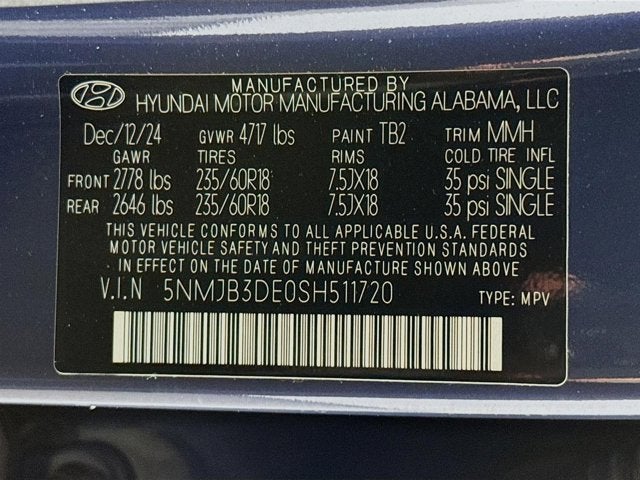 MANUFACTURED BY
HYUNDAI MOTOR MANUFACTURING ALABAMA, LLC
Dec/12/24 GVWR 4717 lbs PAINT TB2 TRIM MMH
GAWR TIRES RIMS COLD TIRE INFL
FRONT 2778 lbs 235/60R18 7.5JX18 35 psi SINGLE
REAR 2646 lbs 235/60R18 7.5JX18 35 psi SINGLE
THIS VEHICLE CONFORMS TO ALL APPLICABLE U.S.A. FEDERAL
MOTOR VEHICLE SAFETY AND THEFT PREVENTION STANDARDS
IN EFFECT ON THE DATE OF MANUFACTURE SHOWN ABOVE
V.I.N 5NMJB3DE0SH511720 TYPE: MPV